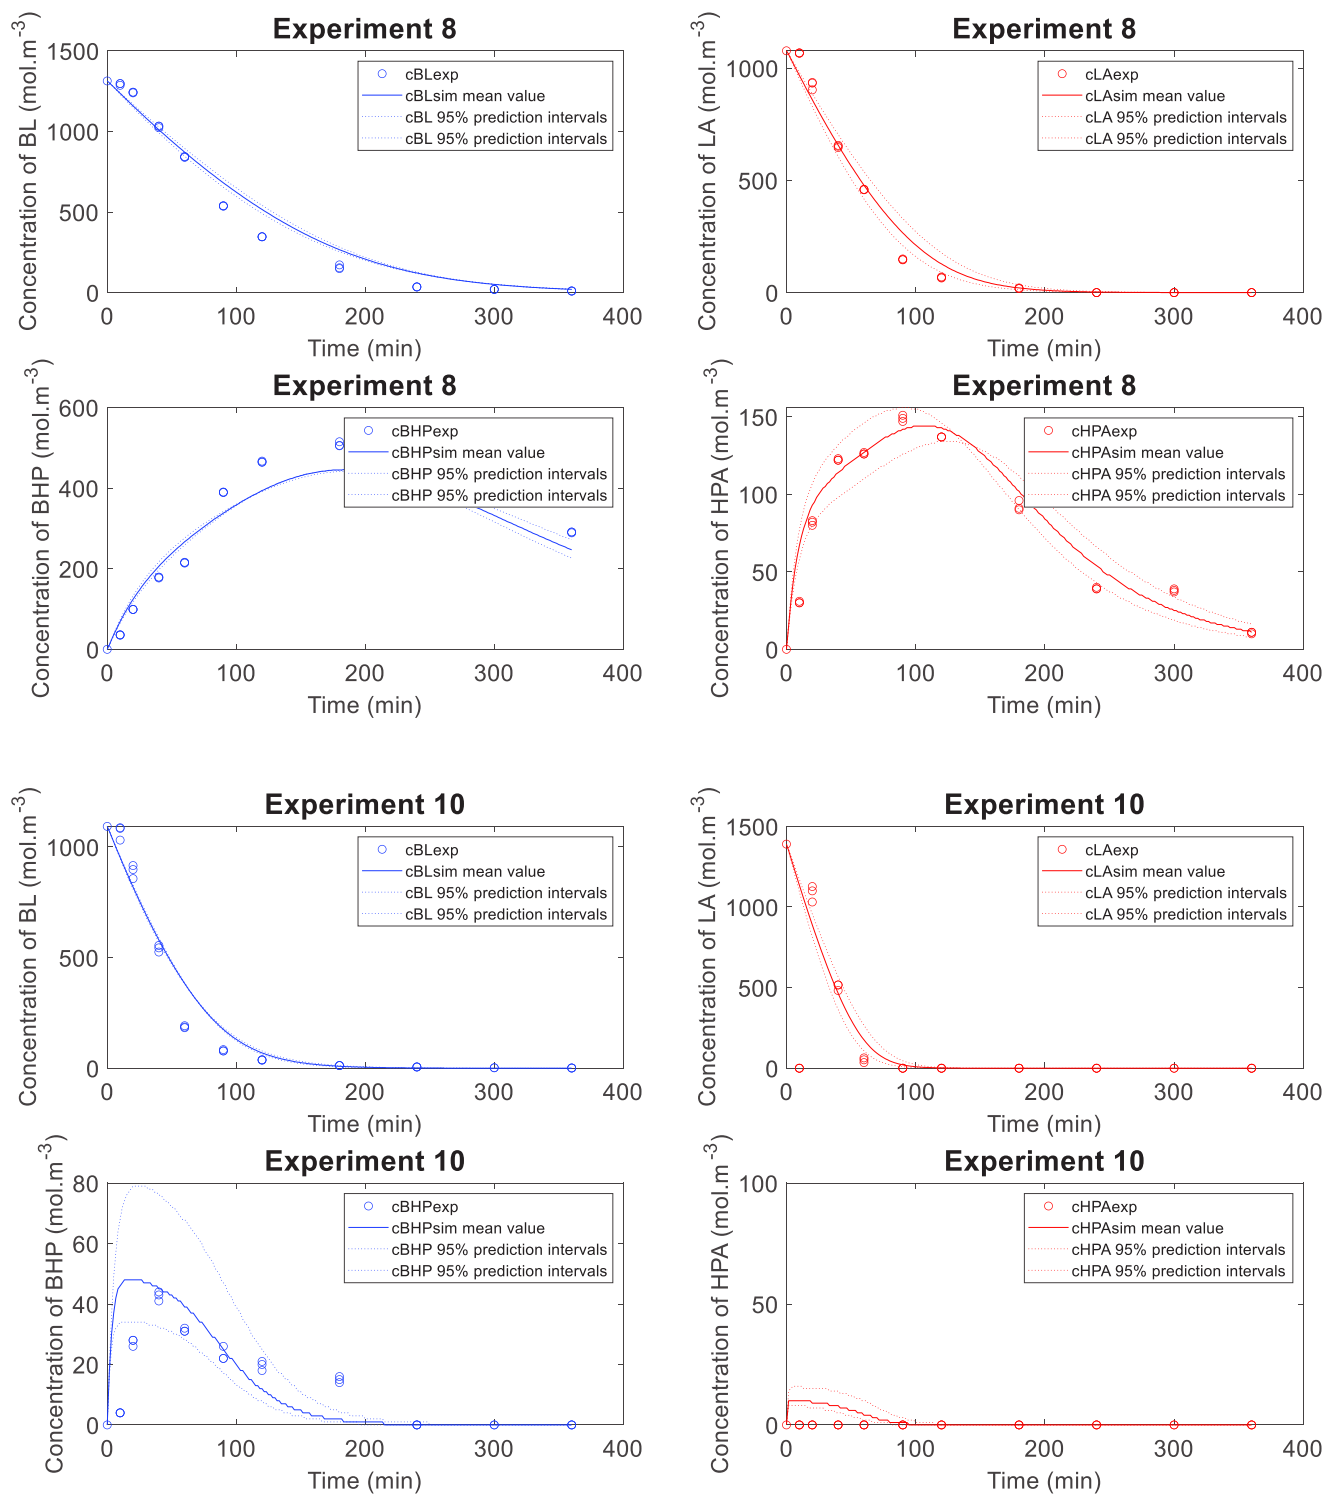 Experiment 8
Concentration of BL (mol.m-3)
1500
1000
500
0
cBLexp
cBLsim mean value
cBL 95% prediction intervals
cBL 95% prediction intervals
0 100 200 300 400
Time (min)
Experiment 8
Concentration of LA (mol.m-3)
1000
500
0
cLAexp
cLAsim mean value
cLA 95% prediction intervals
cLA 95% prediction intervals
0 100 200 300 400
Time (min)
Experiment 8
Concentration of BHP (mol.m-3)
600
400
200
0
cBHPexp
cBHPsim mean value
cBHP 95% prediction intervals
cBHP 95% prediction intervals
0 100 200 300 400
Time (min)
Experiment 8
Concentration of HPA (mol.m-3)
150
100
50
0
cHPAexp
cHPAsim mean value
cHPA 95% prediction intervals
cHPA 95% prediction intervals
0 100 200 300 400
Time (min)
Experiment 10
Concentration of BL (mol.m-3)
1000
500
0
cBLexp
cBLsim mean value
cBL 95% prediction intervals
cBL 95% prediction intervals
0 100 200 300 400
Time (min)
Experiment 10
Concentration of LA (mol.m-3)
1500
1000
500
0
cLAexp
cLAsim mean value
cLA 95% prediction intervals
cLA 95% prediction intervals
0 100 200 300 400
Time (min)
Experiment 10
Concentration of BHP (mol.m-3)
80
60
40
20
0
cBHPexp
cBHPsim mean value
cBHP 95% prediction intervals
cBHP 95% prediction intervals
0 100 200 300 400
Time (min)
Experiment 10
Concentration of HPA (mol.m-3)
100
50
0
cHPAexp
cHPAsim mean value
cHPA 95% prediction intervals
cHPA 95% prediction intervals
0 100 200 300 400
Time (min)